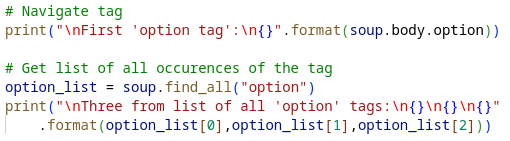 # Navigate tag
print("\nFirst 'option tag':\n{}".format(soup.body.option))
# Get list of all occurences of the tag
option_list = soup.find_all("option")
print("\nThree from list of all 'option' tags:\n{}\n{}\n{}"
.format(option_list[0],option_list[1],option_list[2]))